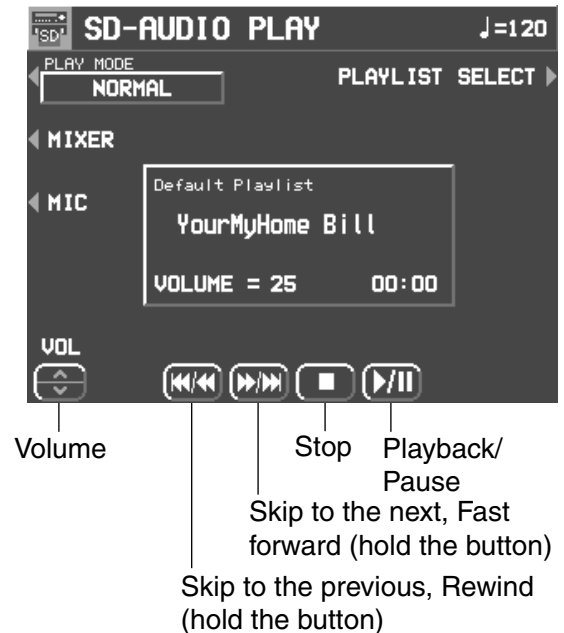 SD SD-AUDIO PLAY ♩=120
PLAY MODE
NORMAL
PLAYLIST SELECT
MIXER
MIC
Default Playlist
YourMyHome Bill
VOLUME = 25 00:00
VOL
Volume
Stop
Playback/
Pause
Skip to the next, Fast
forward (hold the button)
Skip to the previous, Rewind
(hold the button)